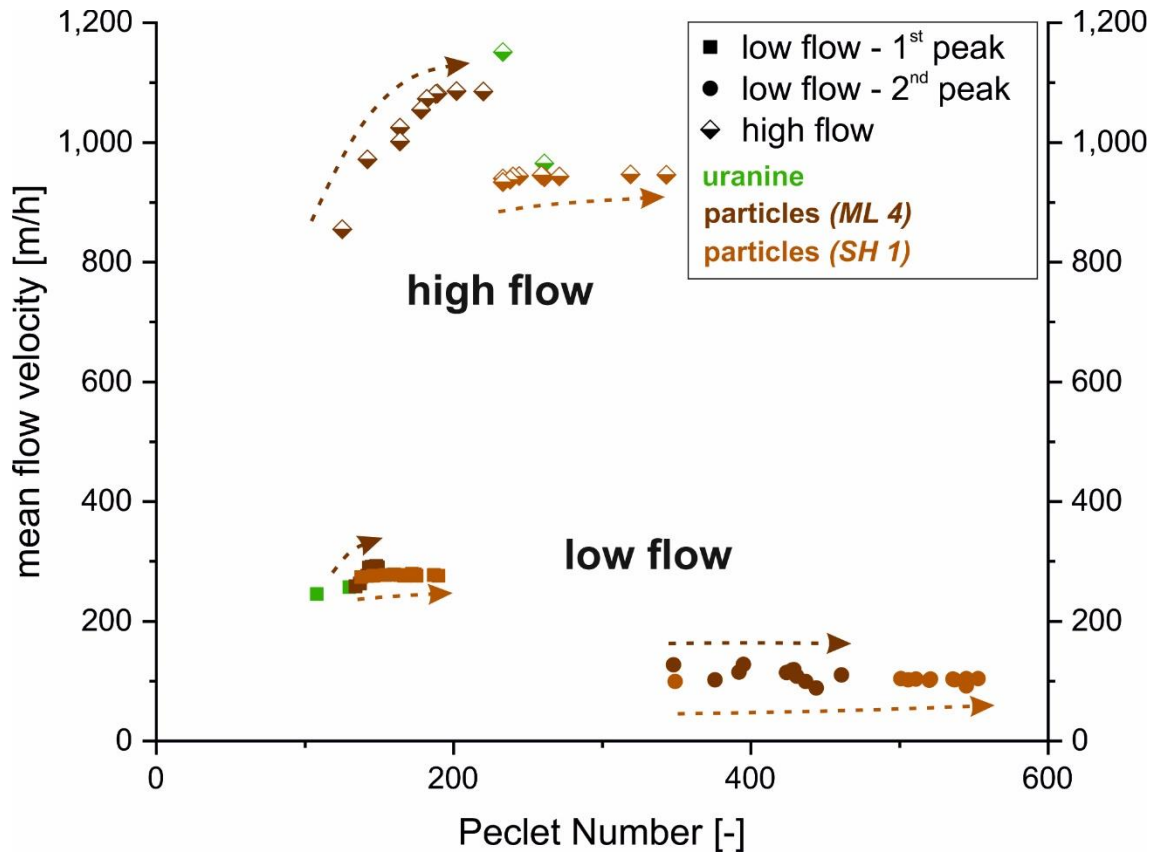 1,200
1,000
800
600
400
200
0
mean flow velocity [m/h]
1,200
1,000
800
600
400
200
0
low flow - 1st peak
low flow - 2nd peak
high flow
uranine
particles (ML 4)
particles (SH 1)
high flow
low flow
0
200
400
600
Peclet Number [-]